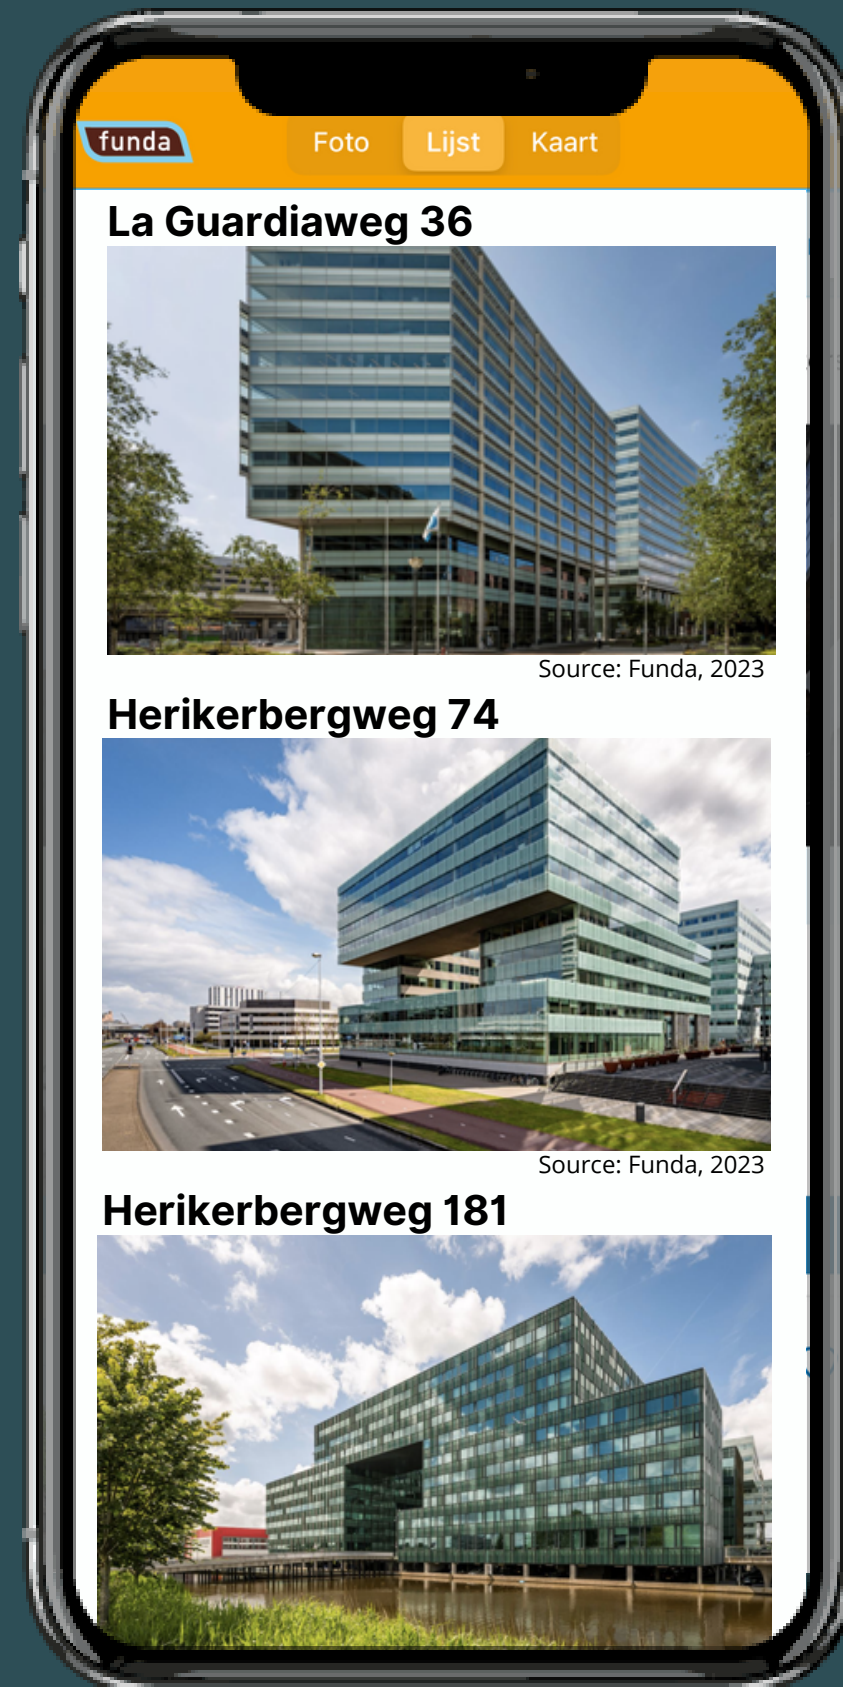 funda
Foto Lijst Kaart
La Guardiaweg 36
Source: Funda, 2023
Herikerbergweg 74
Source: Funda, 2023
Herikerbergweg 181